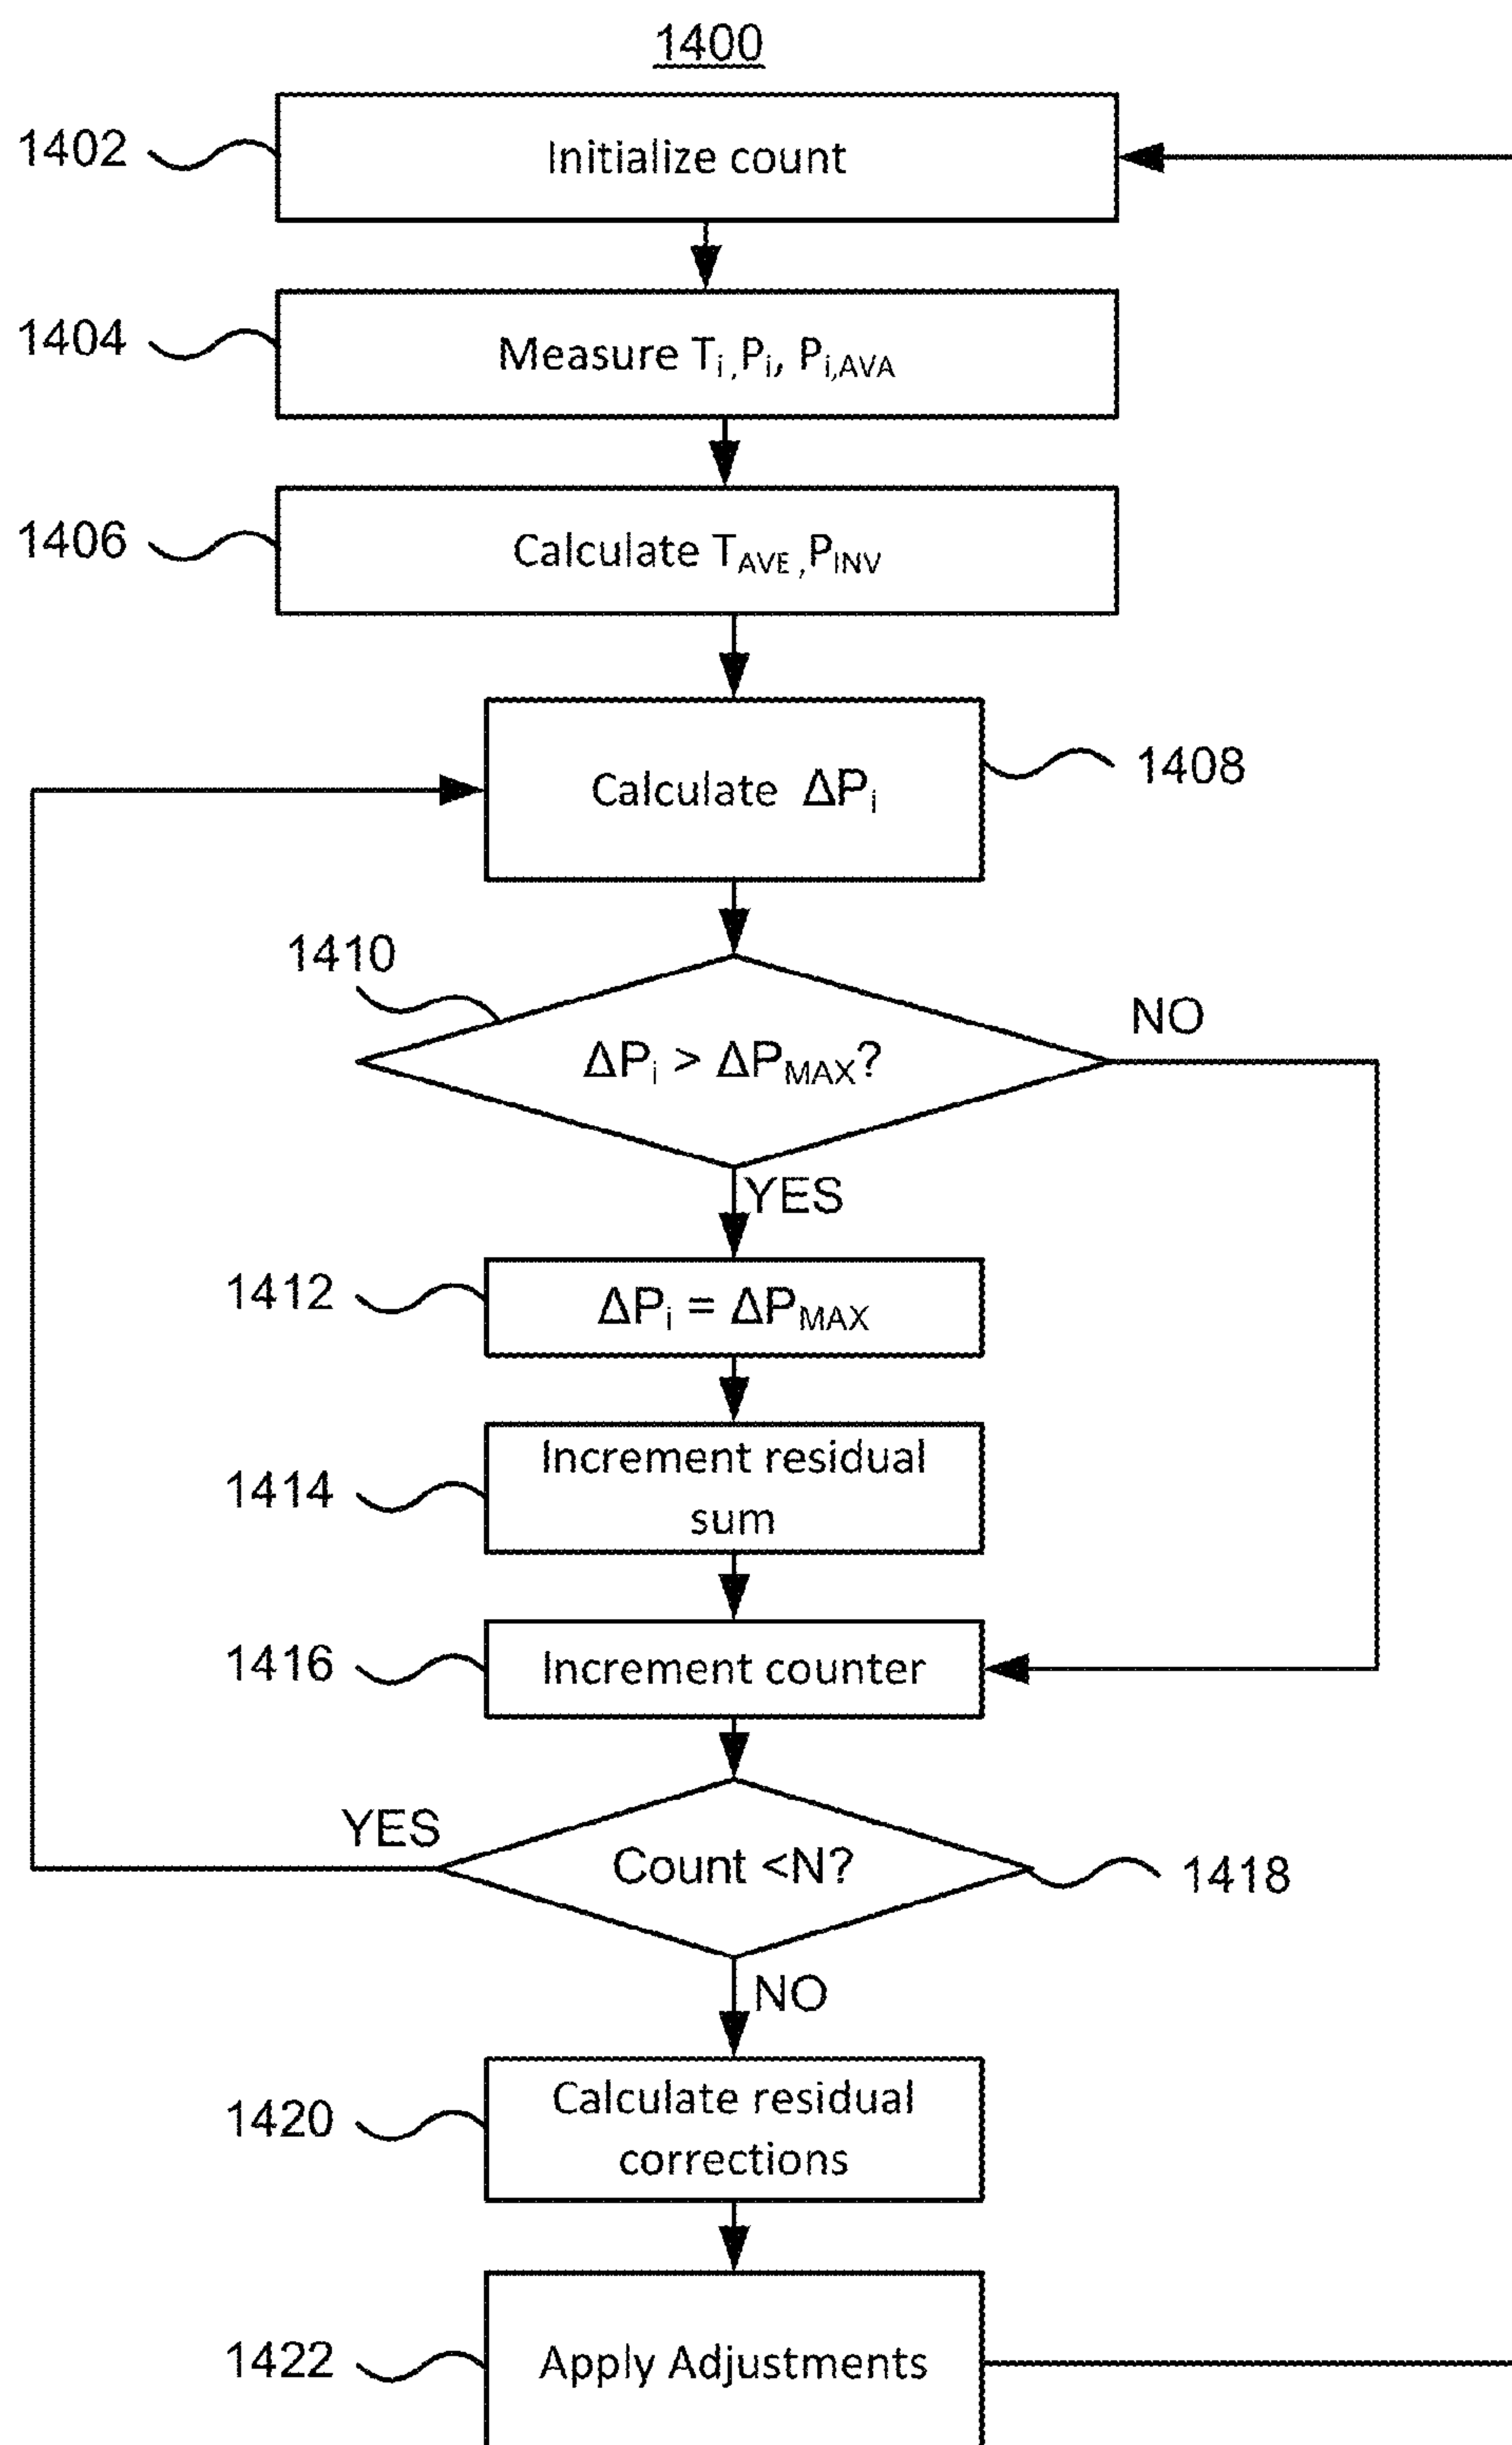 1400
1402
Initialize count
1404
Measure Ti,Pi, Pi,AVA
1406
Calculate TAVE,PINV
Calculate ΔPi
1408
1410
NO
ΔPi > ΔPMAX?
YES
1412
ΔPi = ΔPMAX
1414
Increment residual
sum
1416
Increment counter
YES
Count <N?
1418
NO
1420
Calculate residual
corrections
1422
Apply Adjustments